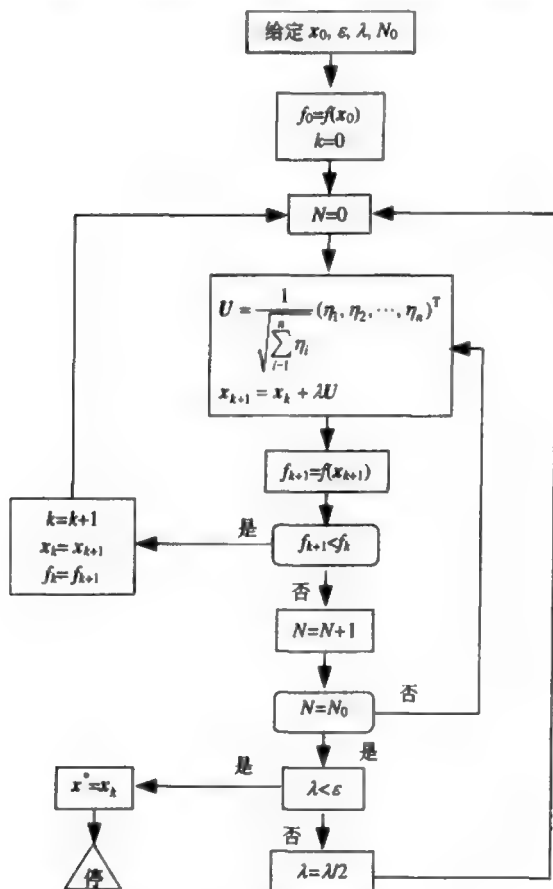 给定 x₀, ε, λ, N₀
f₀=f(x₀)
k=0
N=0
U = 1/√(∑_{i=1}^{n} η_i) (η₁, η₂, ⋯, η_n)^T
x_{k+1} = x_k + λU
f_{k+1}=f(x_{k+1})
是
f_{k+1}<f_k
k=k+1
x_k= x_{k+1}
f_k= f_{k+1}
否
N=N+1
N=N₀
否
是
是
x*=x_k
λ<ε
否
停
λ=λ/2